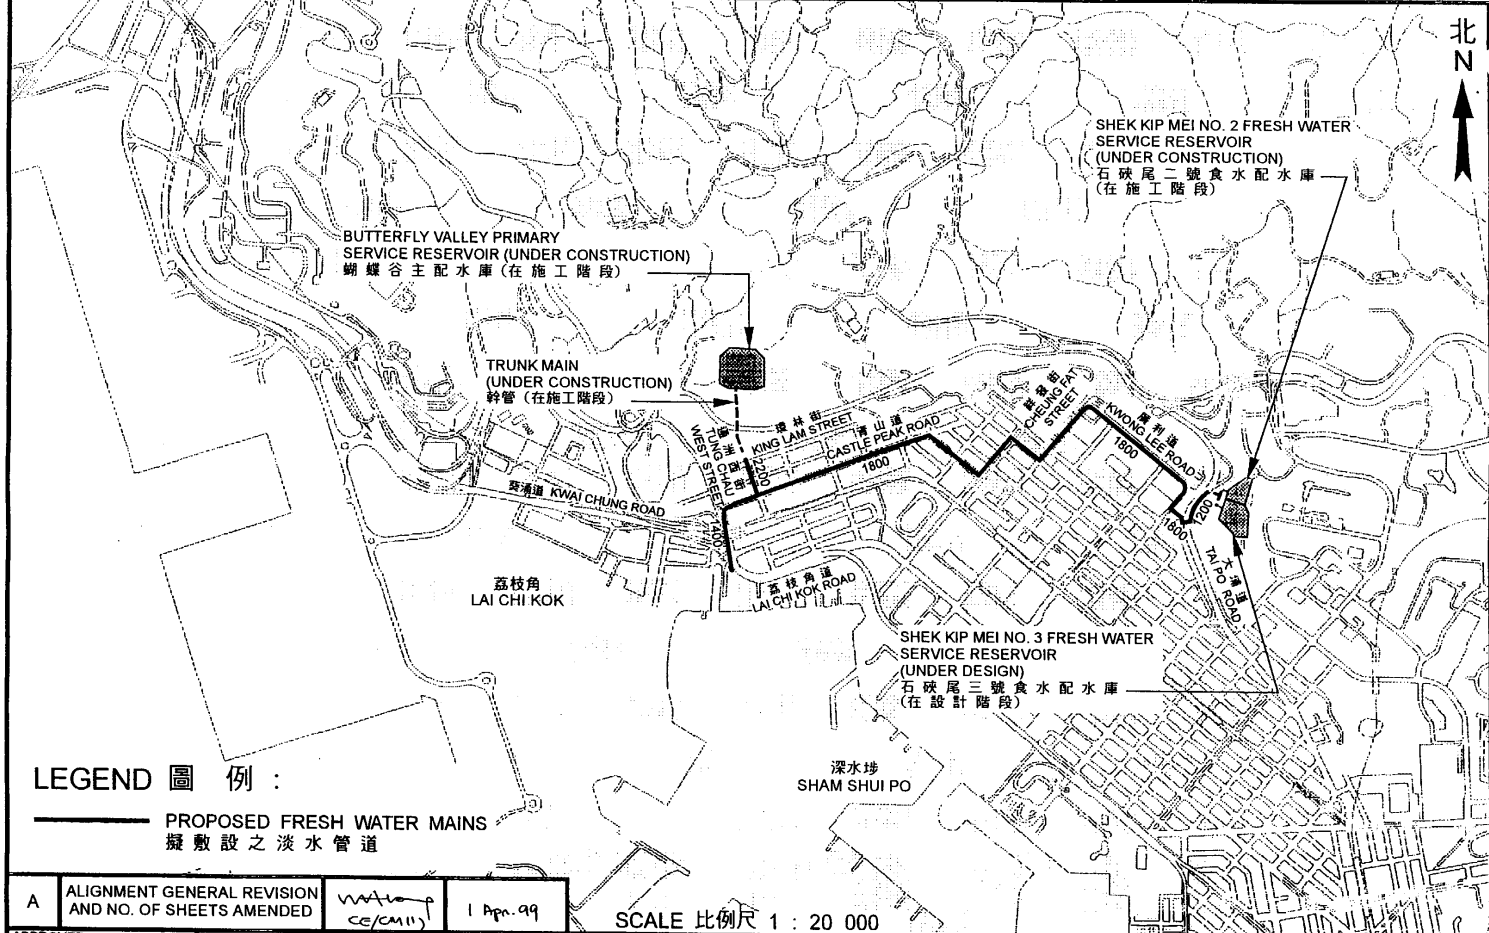 北
N
SHEK KIP MEI NO. 2 FRESH WATER
SERVICE RESERVOIR
(UNDER CONSTRUCTION)
石硤尾二號食水配水庫
(在施工階段)
BUTTERFLY VALLEY PRIMARY
SERVICE RESERVOIR (UNDER CONSTRUCTION)
蝴蝶谷主配水庫(在施工階段)
TRUNK MAIN
(UNDER CONSTRUCTION)
幹管(在施工階段)
瓊林街
KING LAM STREET
青山道
CASTLE PEAK ROAD
1800
2200
通州西街
TUNG CHAU
WEST STREET
1400
葵涌道 KWAI CHUNG ROAD
長發街
CHEUNG FAT
STREET
廣利道
KWONG LEE ROAD
1800
1800
1200
大埔道
TAI PO ROAD
荔枝角
LAI CHI KOK
荔枝角道
LAI CHI KOK ROAD
SHEK KIP MEI NO. 3 FRESH WATER
SERVICE RESERVOIR
(UNDER DESIGN)
石硤尾三號食水配水庫
(在設計階段)
深水埗
SHAM SHUI PO
LEGEND 圖 例 :
PROPOSED FRESH WATER MAINS
擬敷設之淡水管道
A
ALIGNMENT GENERAL REVISION
AND NO. OF SHEETS AMENDED
1 Apr. 99
SCALE 比例尺 1 : 20 000